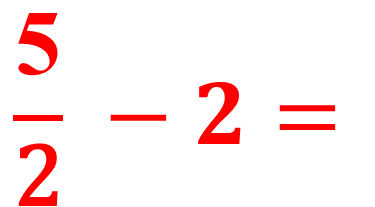 5/2 − 2 =